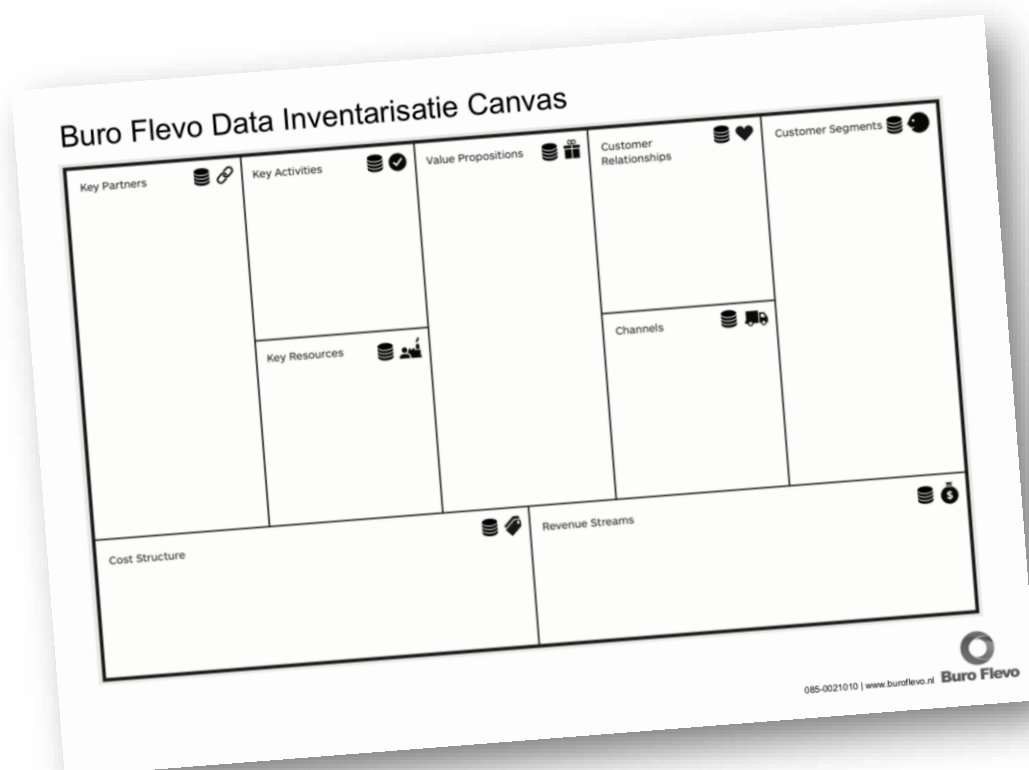 Buro Flevo Data Inventarisatie Canvas
Key Partners
Key Activities
Value Propositions
Customer
Relationships
Customer Segments
Key Resources
Channels
Cost Structure
Revenue Streams
085-0021010 | www.buroflevo.nl
Buro Flevo